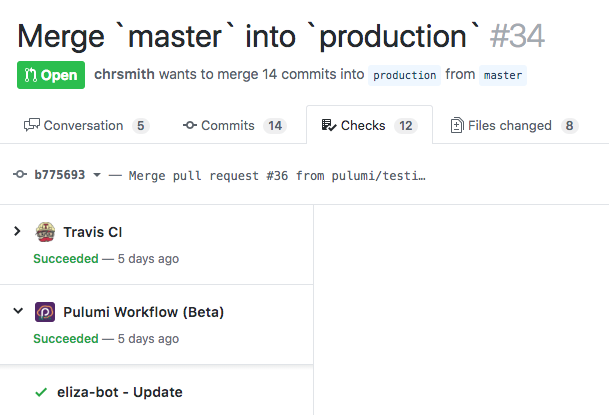 Merge `master` into `production` #34
Open chrsmith wants to merge 14 commits into production from master
Conversation 5 Commits 14 Checks 12 Files changed 8
b775693 — Merge pull request #36 from pulumi/testi…
Travis CI
Succeeded — 5 days ago
Pulumi Workflow (Beta)
Succeeded — 5 days ago
eliza-bot - Update